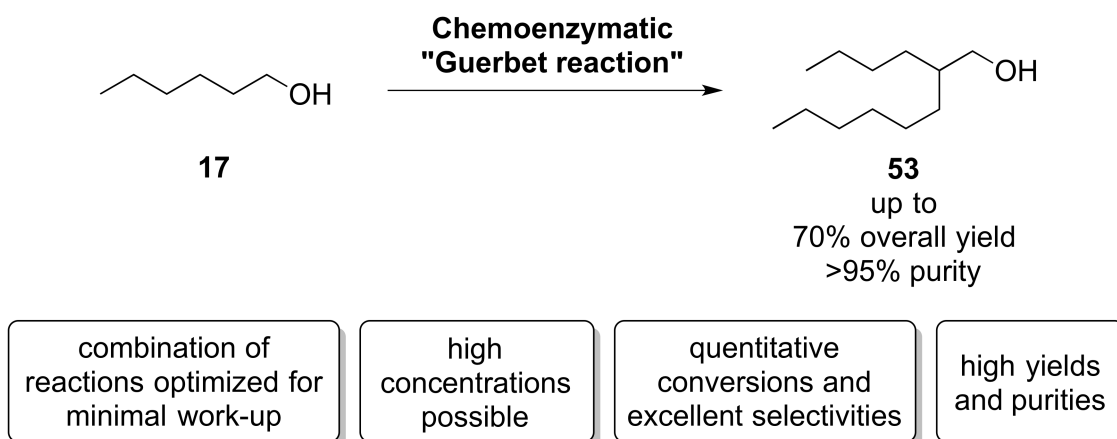 Chemoenzymatic
"Guerbet reaction"
OH
OH
17
53
up to
70% overall yield
>95% purity
combination of
reactions optimized for
minimal work-up
high
concentrations
possible
quentitative
conversions and
excellent selectivities
high yields
and purities